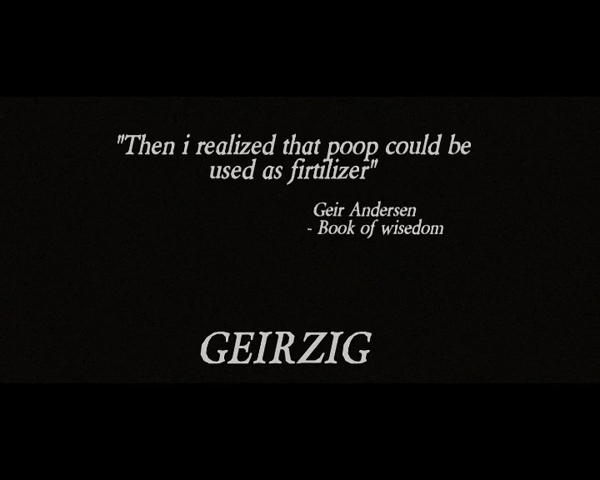 "Then i realized that poop could be
used as firtilizer"
Geir Andersen
- Book of wisedom
GEIRZIG